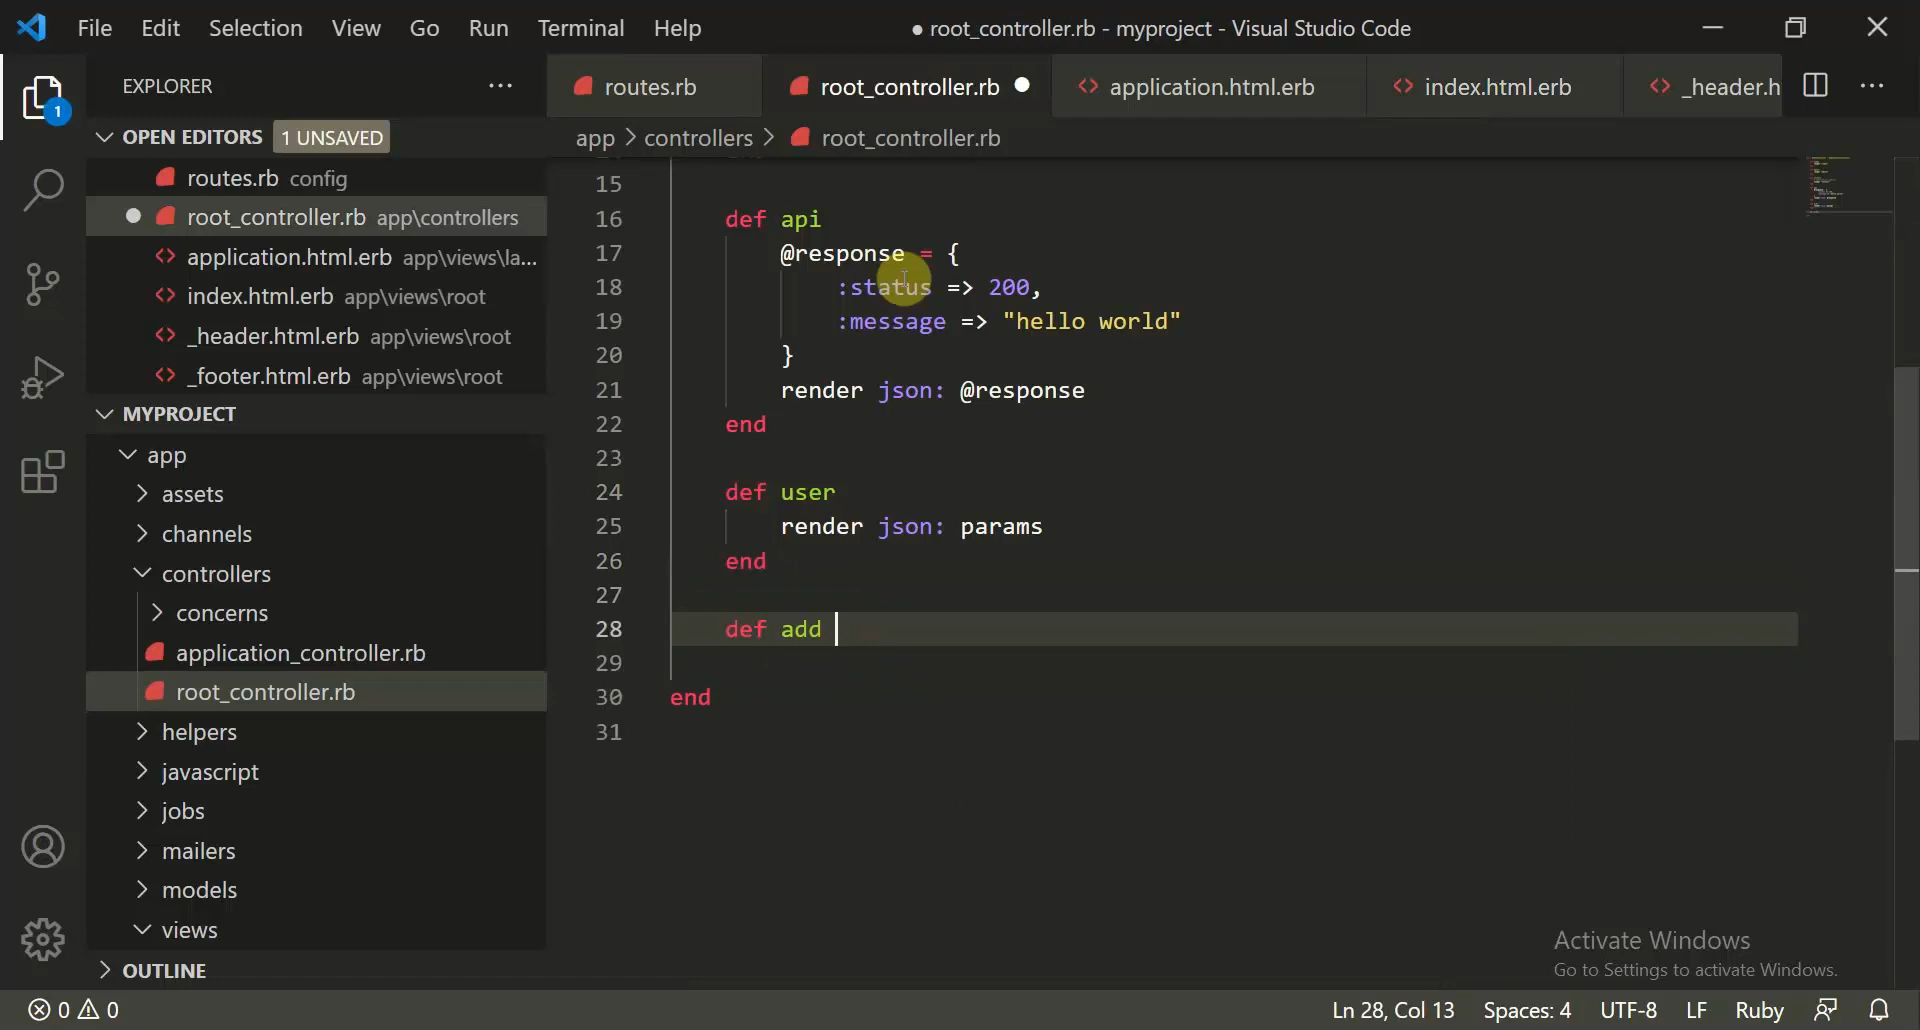 File Edit Selection View Go Run Terminal Help
● root_controller.rb - myproject - Visual Studio Code
EXPLORER
routes.rb
root_controller.rb
application.html.erb
index.html.erb
_header.h
1
OPEN EDITORS 1 UNSAVED
app > controllers > root_controller.rb
routes.rb config
root_controller.rb app\controllers
application.html.erb app\views\la...
index.html.erb app\views\root
_header.html.erb app\views\root
_footer.html.erb app\views\root
MYPROJECT
app
assets
channels
controllers
concerns
application_controller.rb
root_controller.rb
helpers
javascript
jobs
mailers
models
views
OUTLINE
15
16 def api
17 @response = {
18 :status => 200,
19 :message => "hello world"
20 }
21 render json: @response
22 end
23
24 def user
25 render json: params
26 end
27
28 def add
29
30 end
31
Activate Windows
Go to Settings to activate Windows.
0 0
Ln 28, Col 13 Spaces: 4 UTF-8 LF Ruby